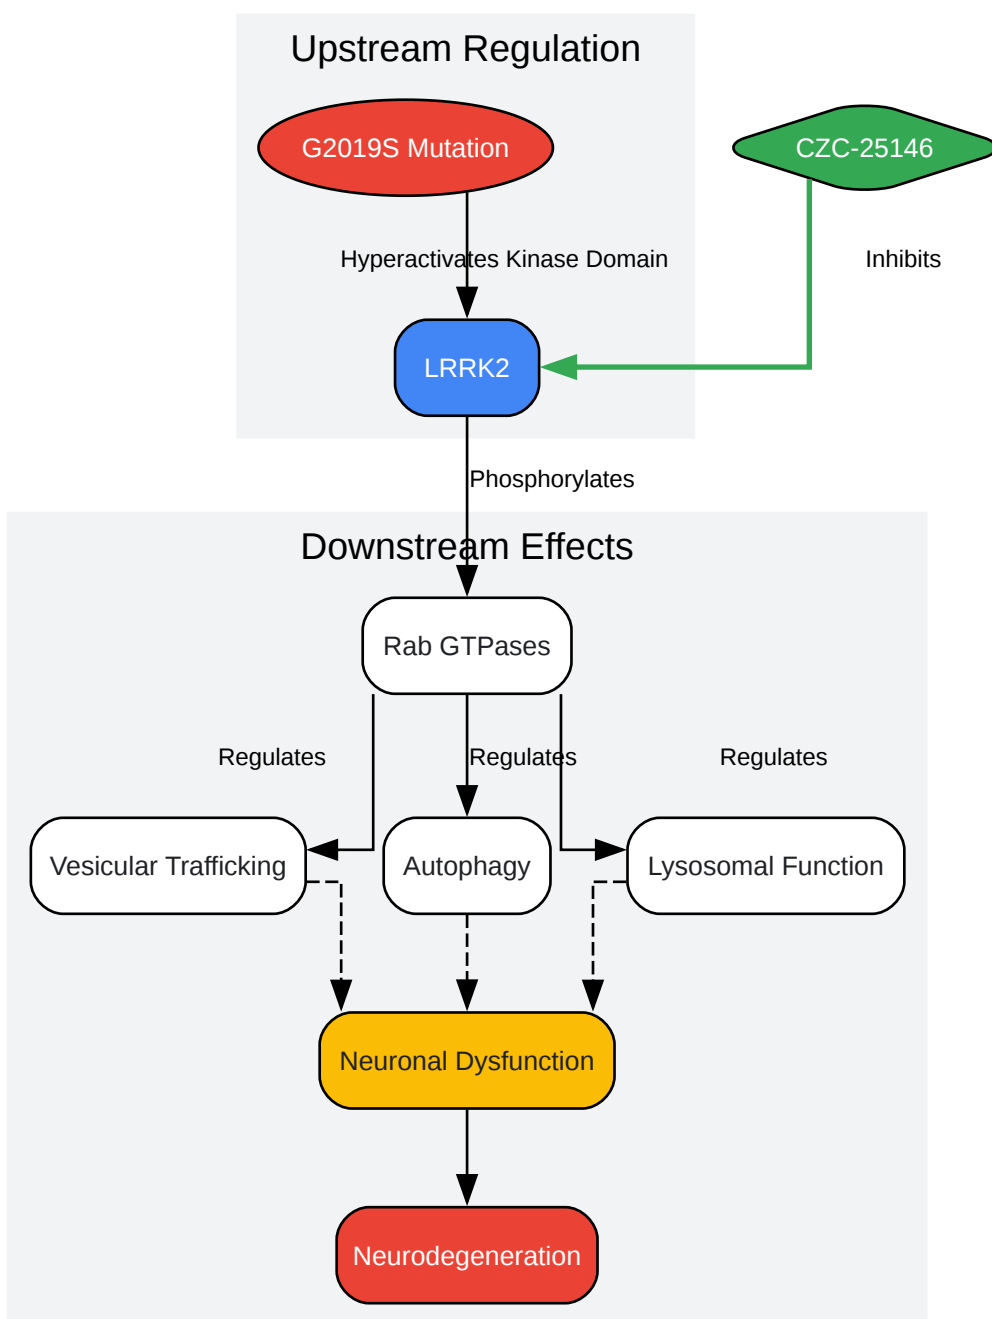 Upstream Regulation
G2019S Mutation
CZC-25146
Hyperactivates Kinase Domain
Inhibits
LRRK2
Phosphorylates
Downstream Effects
Rab GTPases
Regulates
Regulates
Regulates
Vesicular Trafficking
Autophagy
Lysosomal Function
Neuronal Dysfunction
Neurodegeneration